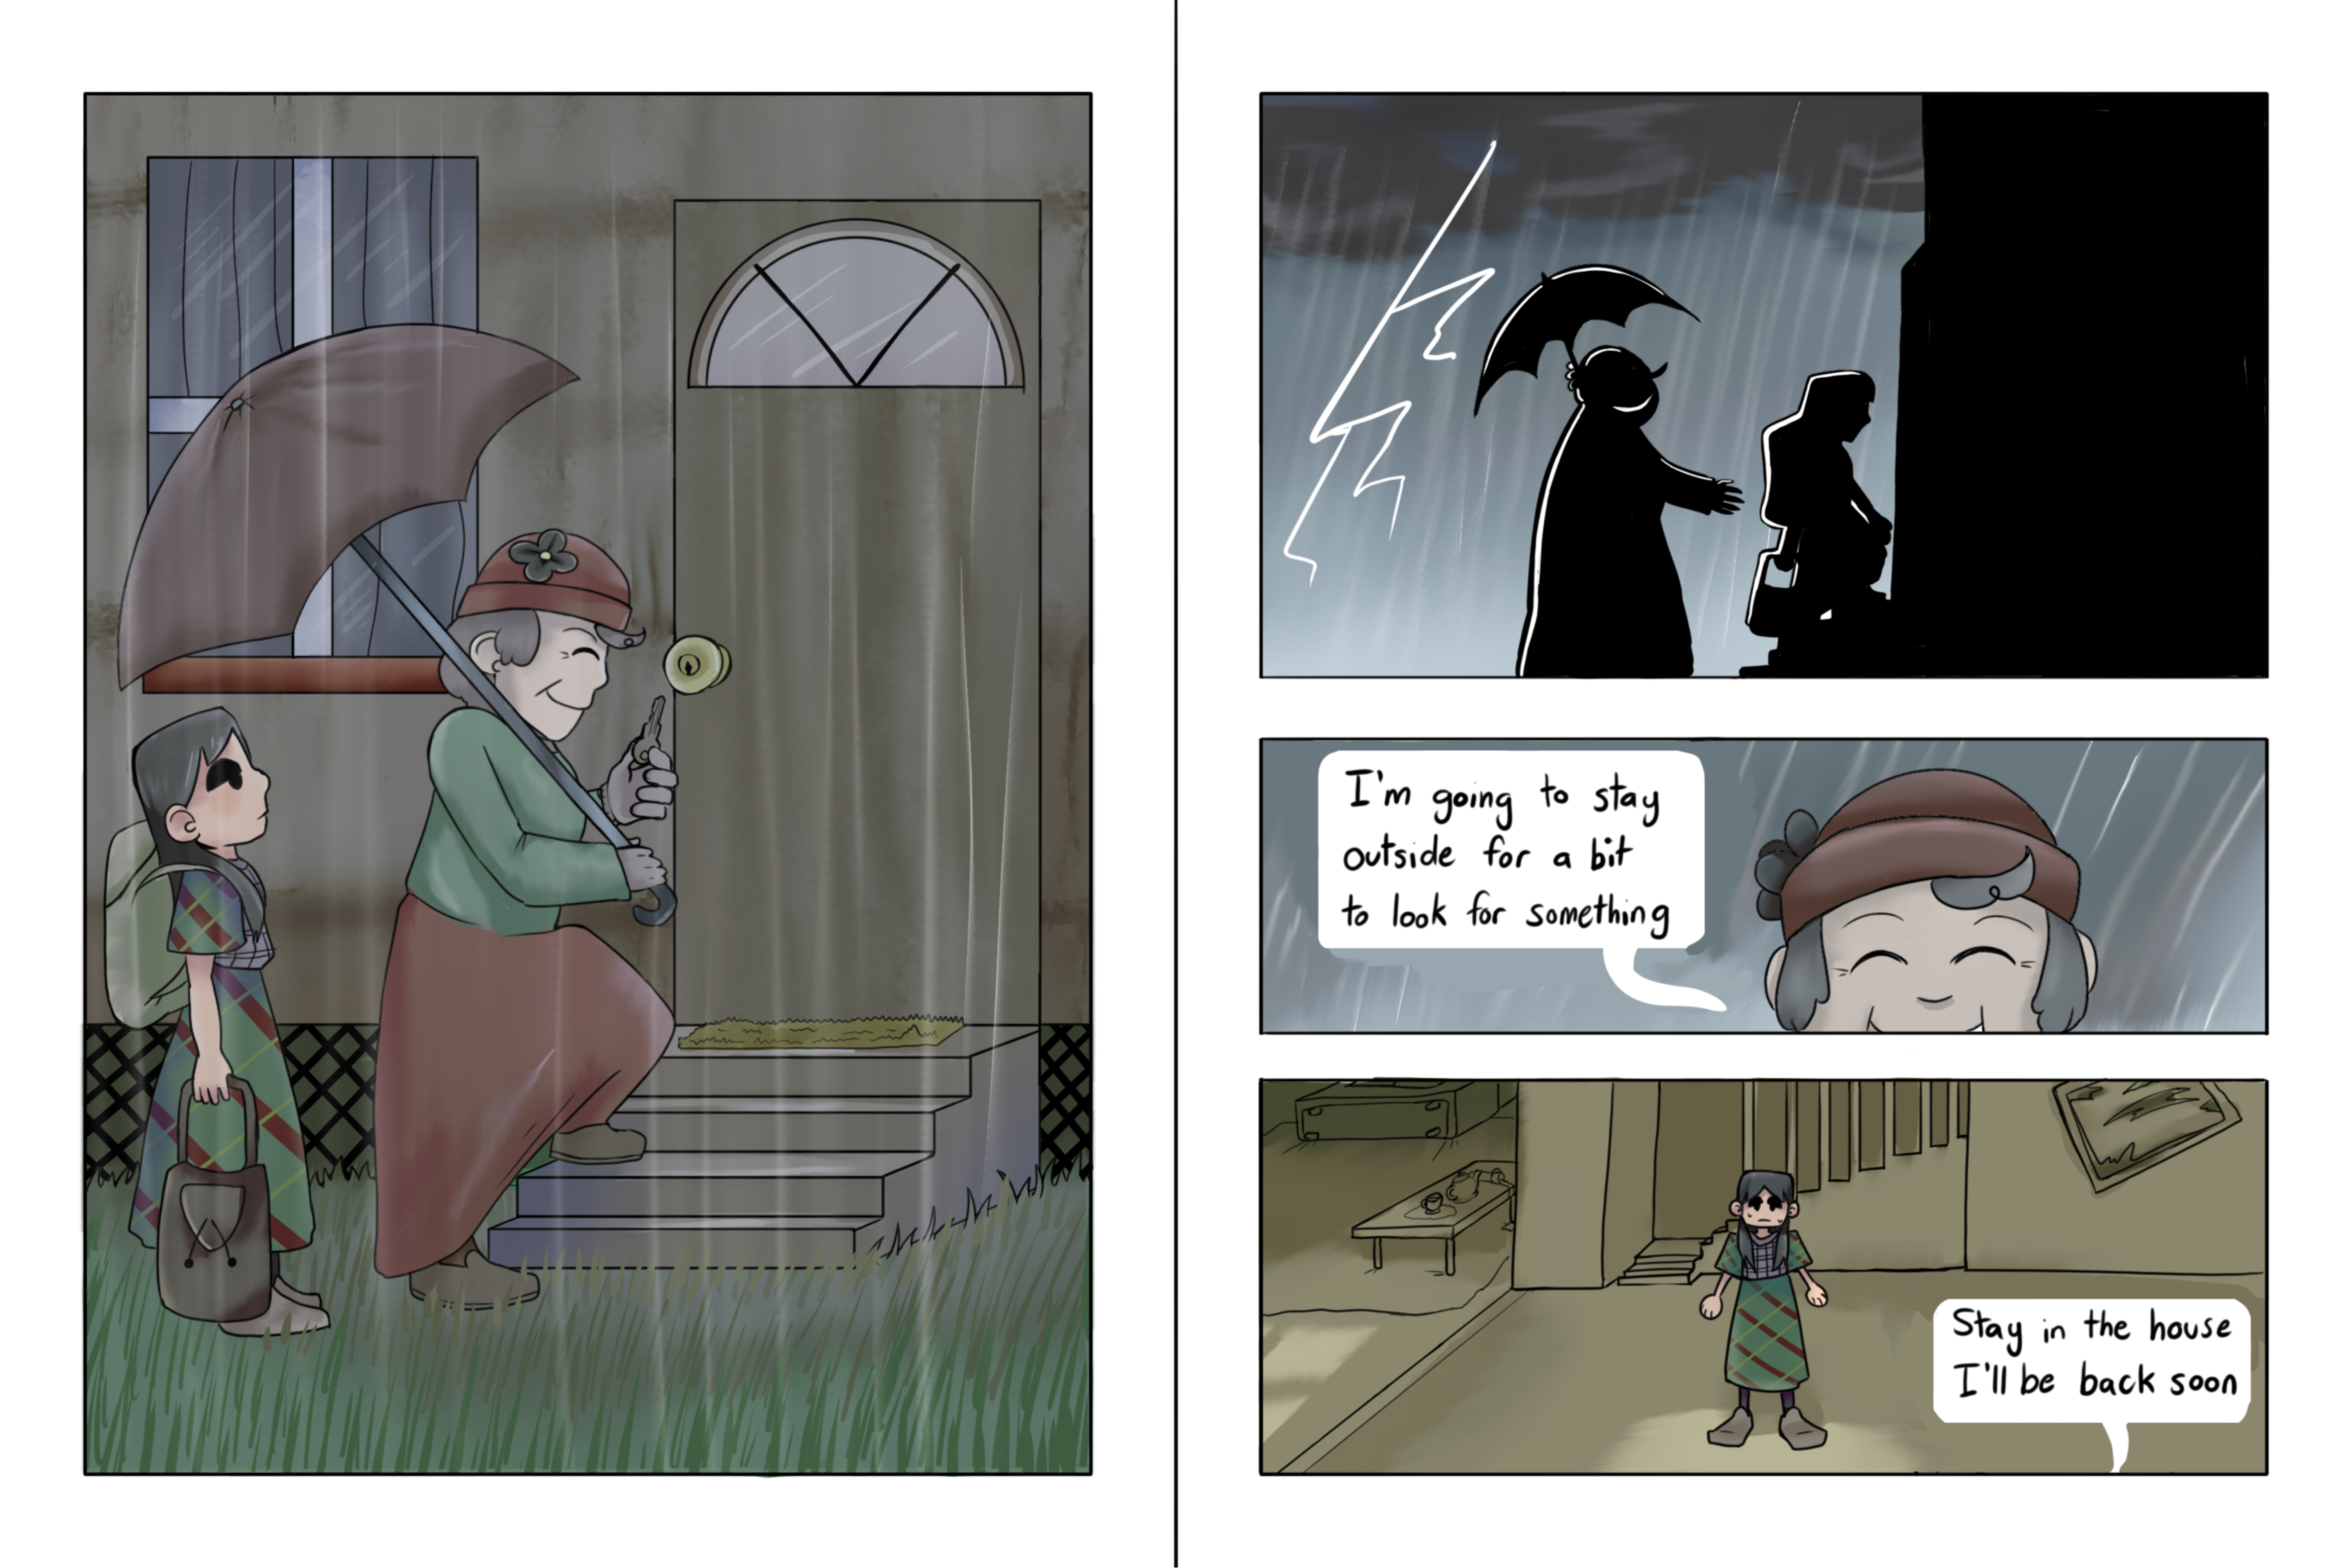 I'm going to stay
outside for a bit
to look for something
Stay in the house
I'll be back soon